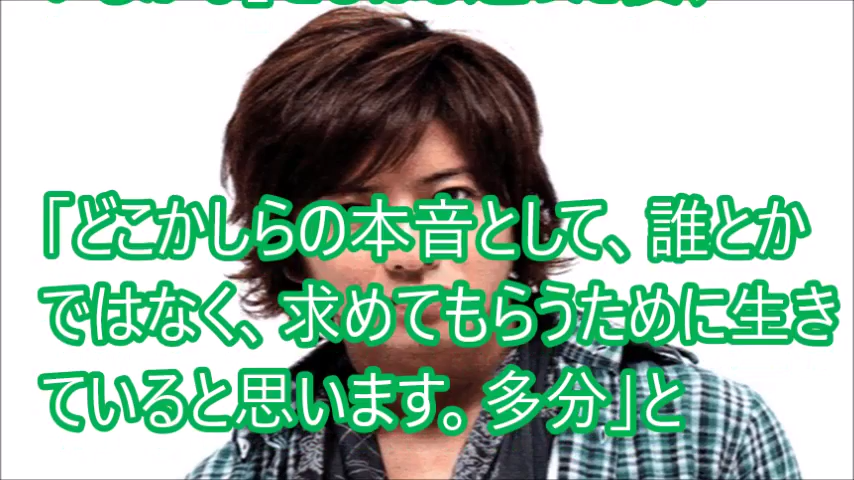 「どこかしらの本音として、誰とか
ではなく、求めてもらうために生き
ていると思います。多分」と